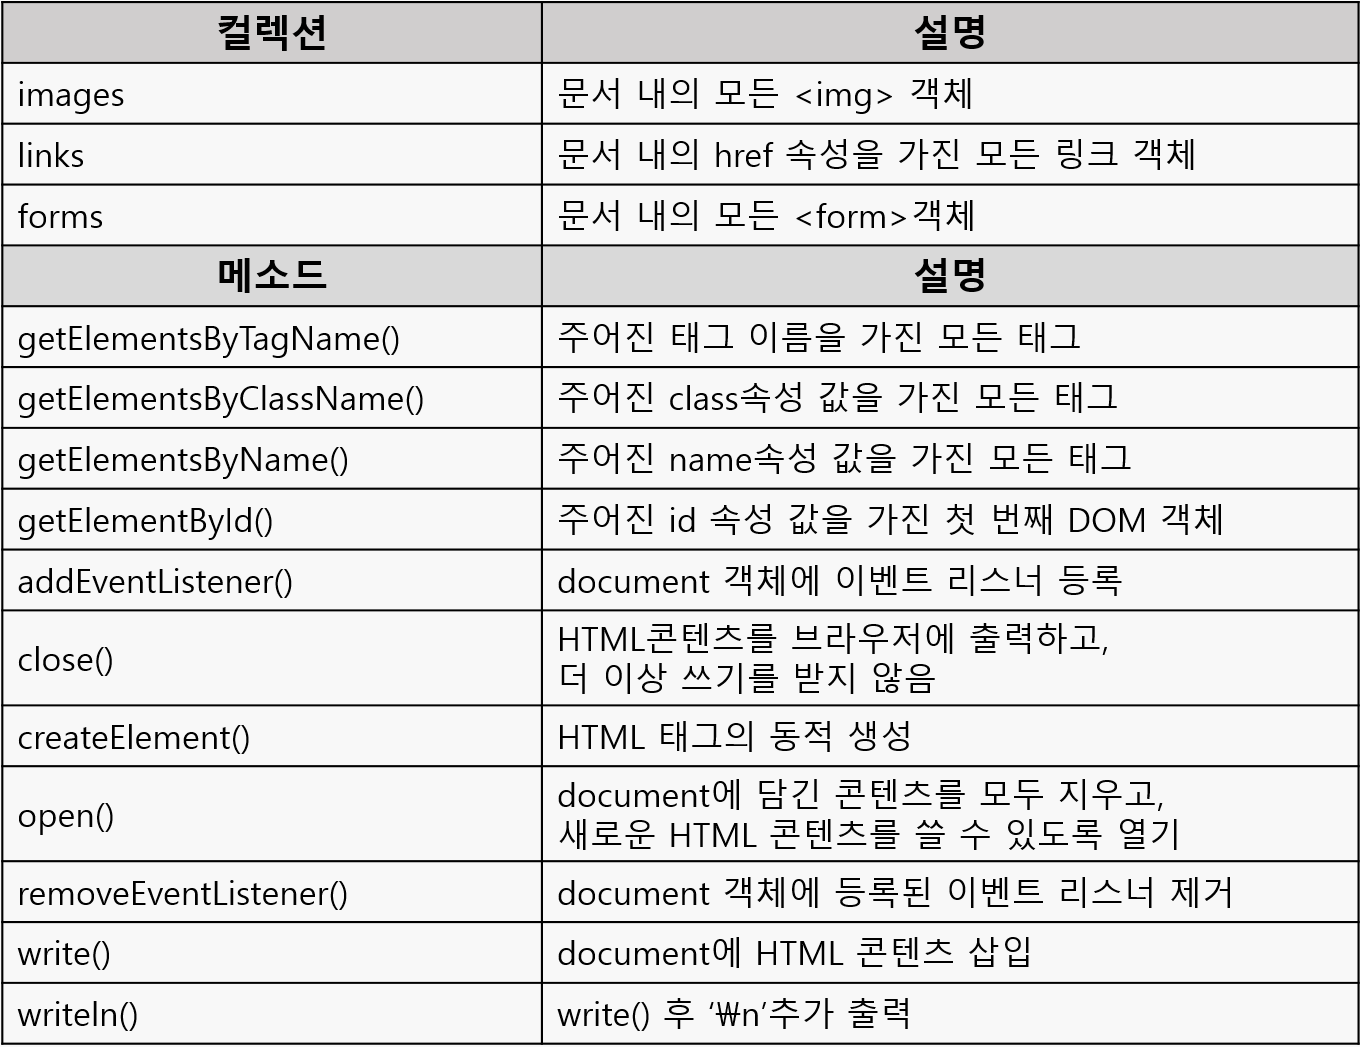 컬렉션 설명
images 문서 내의 모든 <img> 객체
links 문서 내의 href 속성을 가진 모든 링크 객체
forms 문서 내의 모든 <form>객체
메소드 설명
getElementsByTagName() 주어진 태그 이름을 가진 모든 태그
getElementsByClassName() 주어진 class속성 값을 가진 모든 태그
getElementsByName() 주어진 name속성 값을 가진 모든 태그
getElementById() 주어진 id 속성 값을 가진 첫 번째 DOM 객체
addEventListener() document 객체에 이벤트 리스너 등록
close() HTML콘텐츠를 브라우저에 출력하고,
더 이상 쓰기를 받지 않음
createElement() HTML 태그의 동적 생성
open() document에 담긴 콘텐츠를 모두 지우고,
새로운 HTML 콘텐츠를 쓸 수 있도록 열기
removeEventListener() document 객체에 등록된 이벤트 리스너 제거
write() document에 HTML 콘텐츠 삽입
writeln() write() 후 ‘₩n’추가 출력